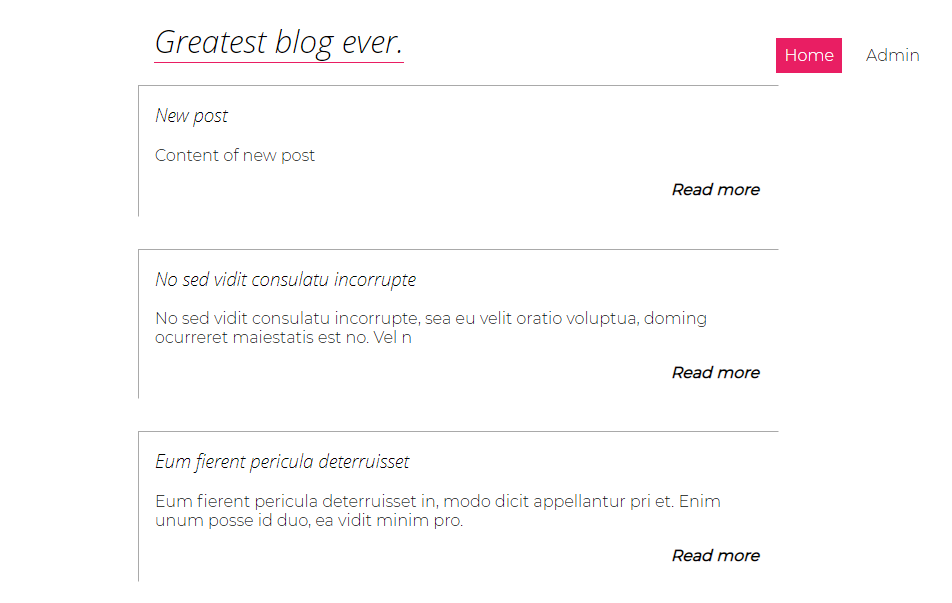 Greatest blog ever.
Home
Admin
New post
Content of new post
Read more
No sed vidit consulatu incorrupte
No sed vidit consulatu incorrupte, sea eu velit oratio voluptua, doming
ocurreret maiestatis est no. Vel n
Read more
Eum fierent pericula deterruisset
Eum fierent pericula deterruisset in, modo dicit appellantur pri et. Enim
unum posse id duo, ea vidit minim pro.
Read more